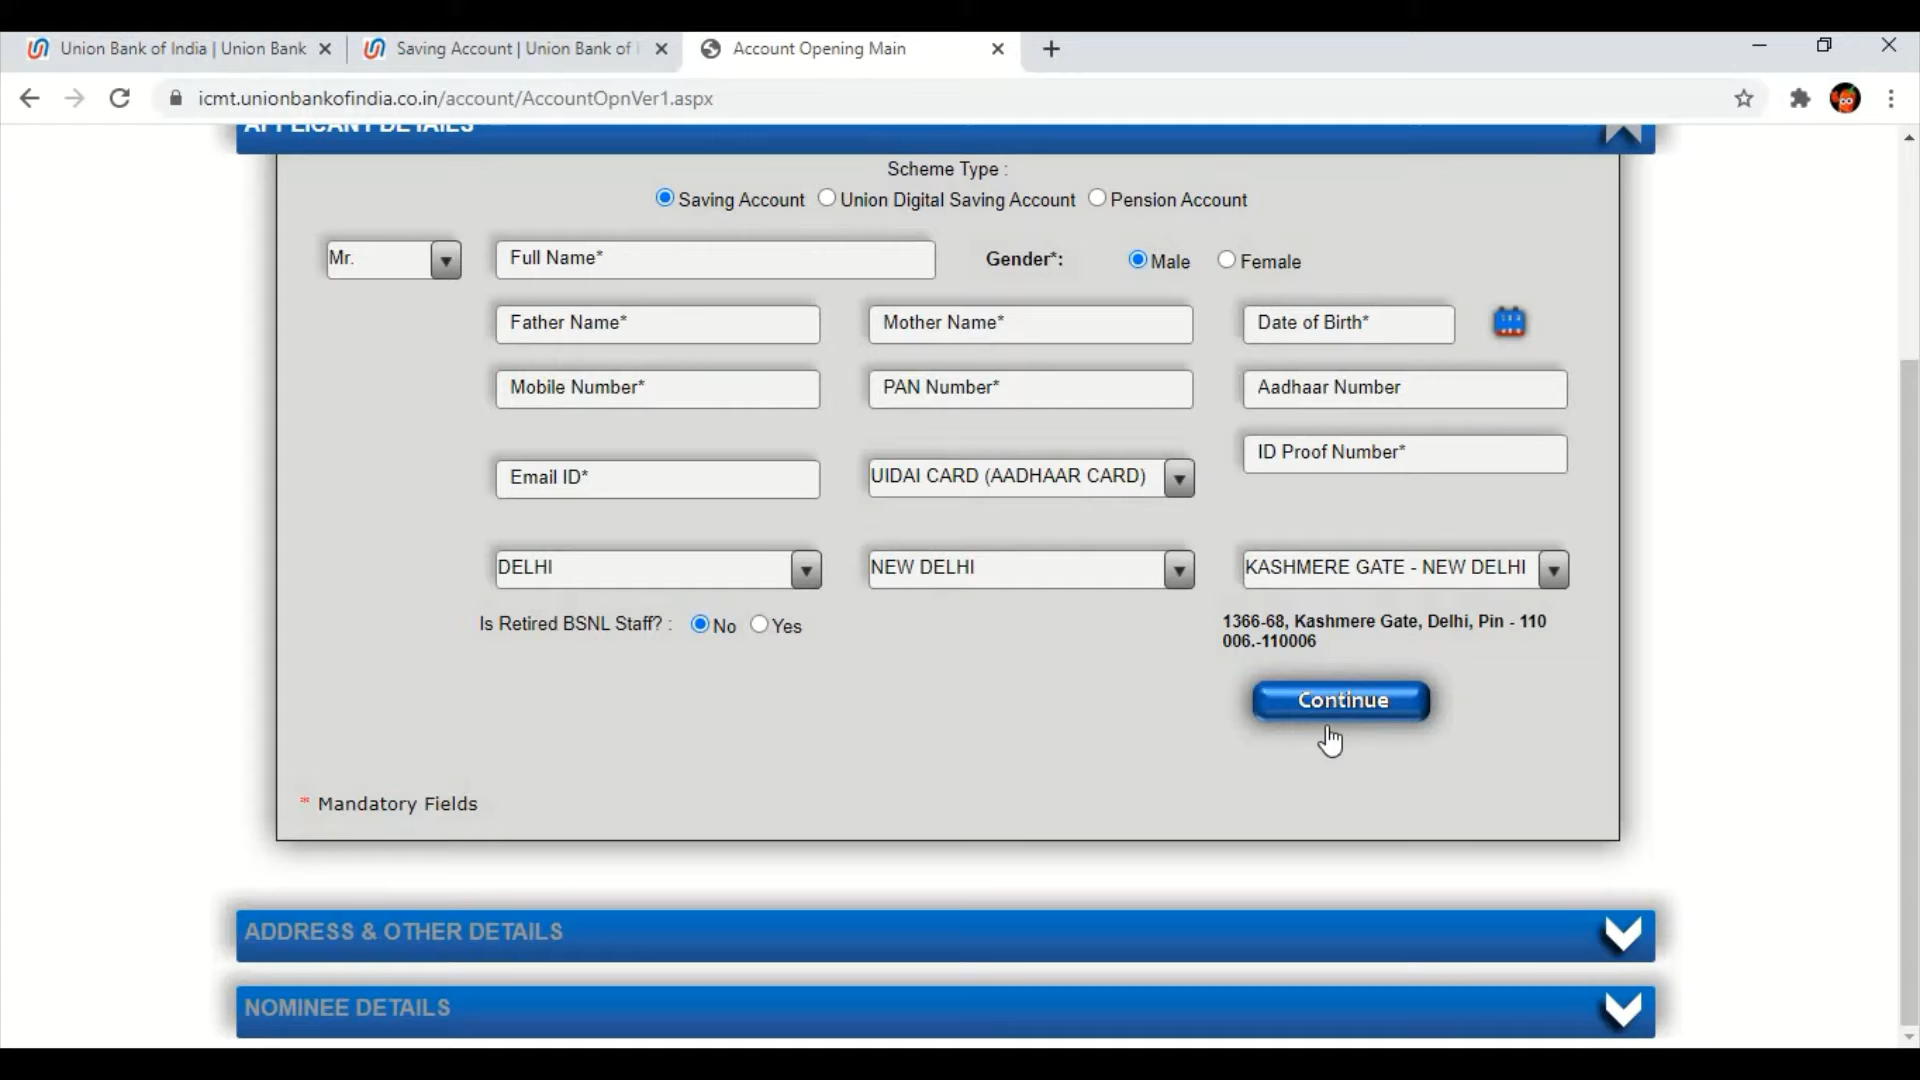 Union Bank of India | Union Bank
Saving Account | Union Bank of I
Account Opening Main
icmt.unionbankofindia.co.in/account/AccountOpnVer1.aspx
APPLICANT DETAILS
Scheme Type :
Saving Account Union Digital Saving Account Pension Account
Mr. Full Name* Gender*: Male Female
Father Name* Mother Name* Date of Birth*
Mobile Number* PAN Number* Aadhaar Number
ID Proof Number*
Email ID* UIDAI CARD (AADHAAR CARD)
DELHI NEW DELHI KASHMERE GATE - NEW DELHI
Is Retired BSNL Staff? : No Yes
1366-68, Kashmere Gate, Delhi, Pin - 110
006.-110006
Continue
* Mandatory Fields
ADDRESS & OTHER DETAILS
NOMINEE DETAILS